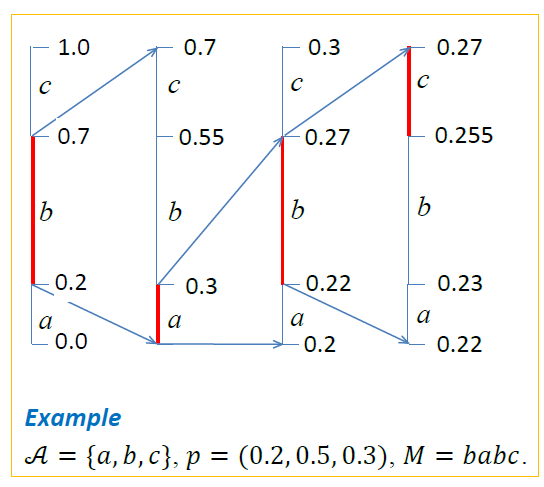 1.0 0.7 0.3 0.27
c c c c
0.7 0.55 0.27 0.255
b b b b
0.2 0.3 0.22 0.23
a a a a
0.0 0.2 0.22
Example
𝒜 = {a, b, c}, p = (0.2, 0.5, 0.3), M = babc.